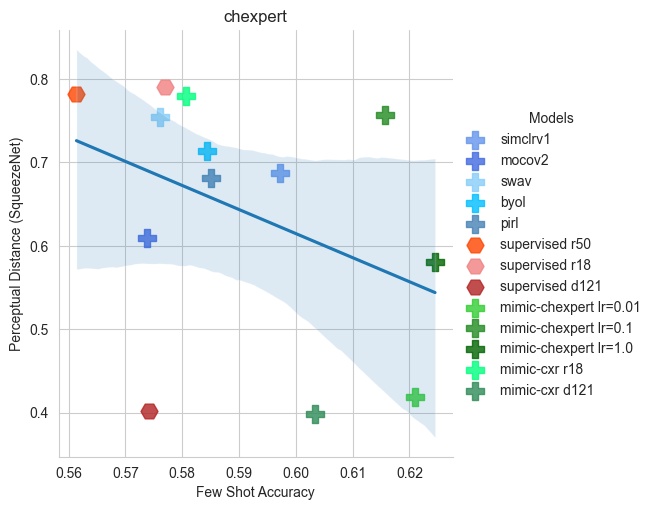 chexpert
Perceptual Distance (SqueezeNet)
0.8
0.7
0.6
0.5
0.4
0.56 0.57 0.58 0.59 0.60 0.61 0.62
Few Shot Accuracy
Models
simclrv1
mocov2
swav
byol
pirl
supervised r50
supervised r18
supervised d121
mimic-chexpert lr=0.01
mimic-chexpert lr=0.1
mimic-chexpert lr=1.0
mimic-cxr r18
mimic-cxr d121